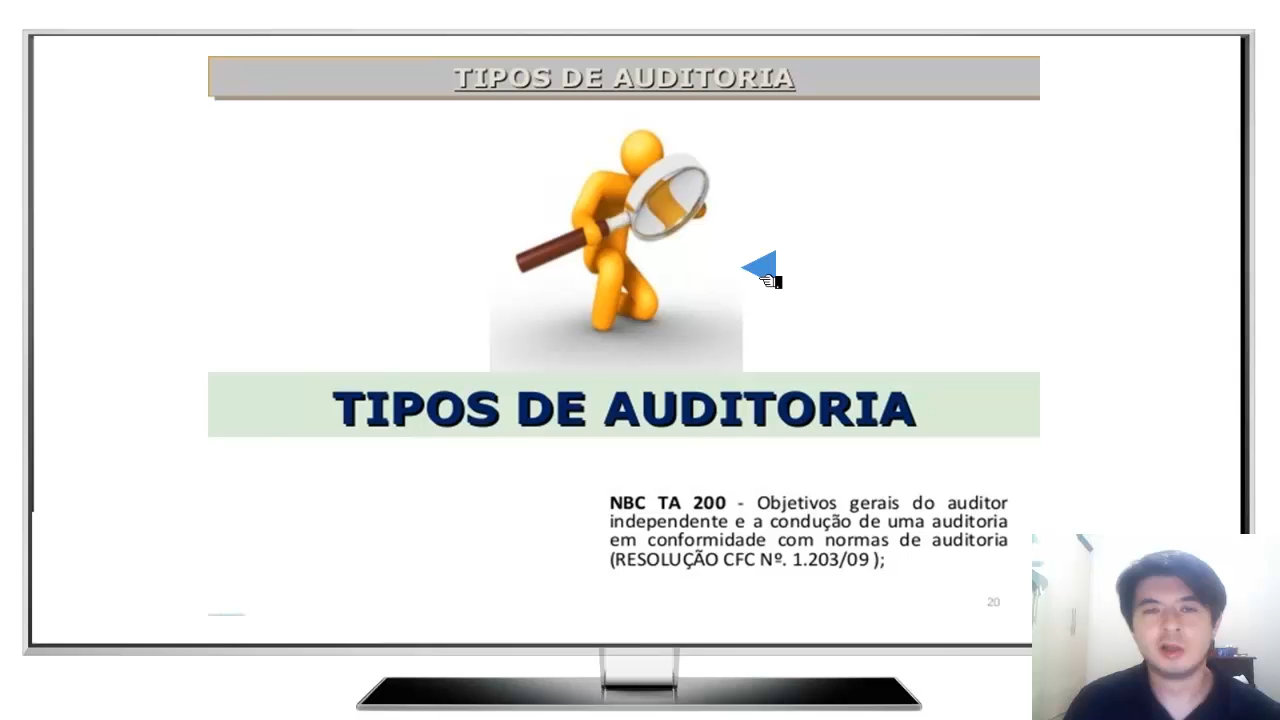 TIPOS DE AUDITORIA
TIPOS DE AUDITORIA
NBC TA 200 - Objetivos gerais do auditor
independente e a condução de uma auditoria
em conformidade com normas de auditoria
(RESOLUÇÃO CFC Nº. 1.203/09 );
20